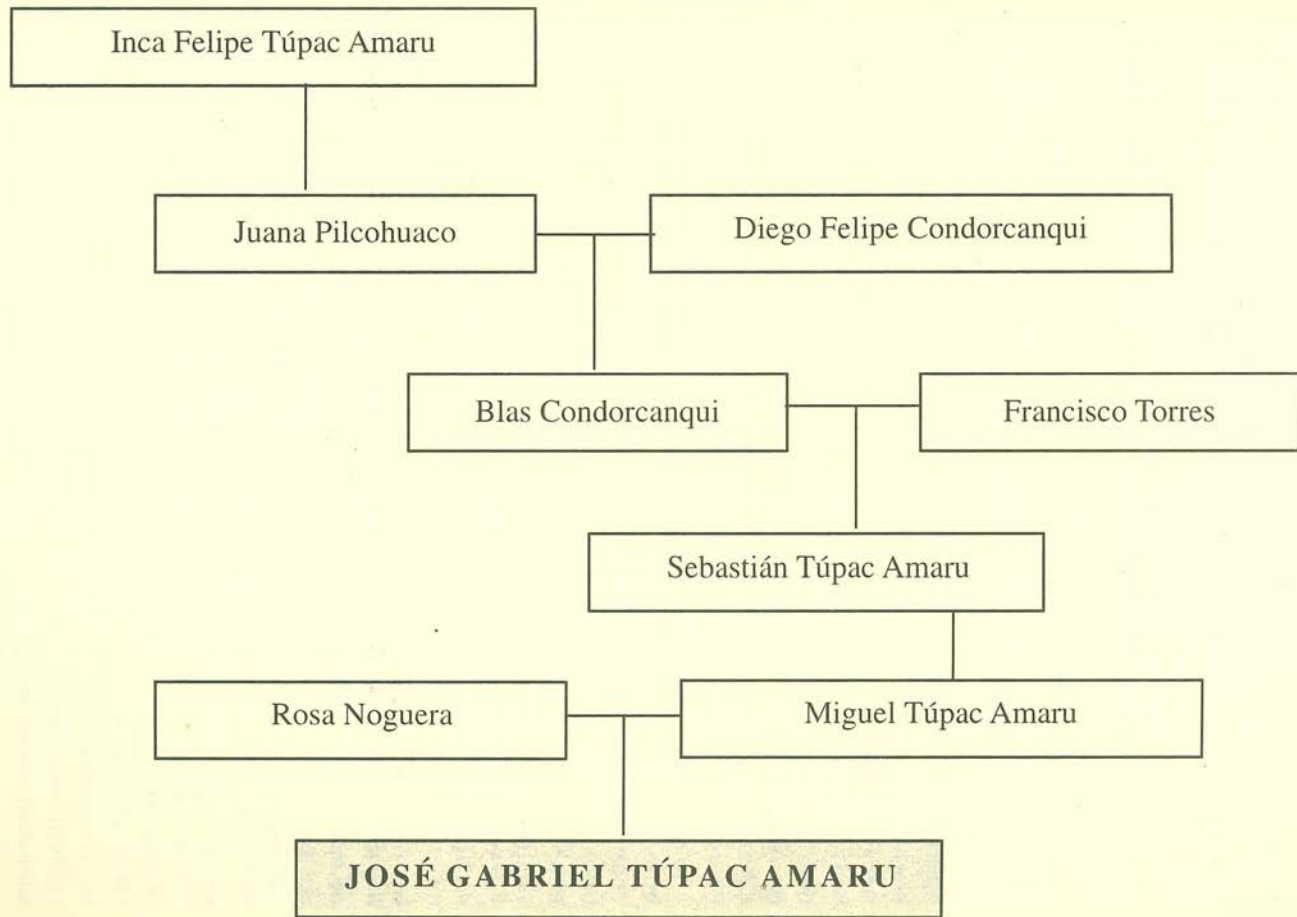 Inca Felipe Túpac Amaru
Juana Pilcohuaco
Diego Felipe Condorcanqui
Blas Condorcanqui
Francisco Torres
Sebastián Túpac Amaru
Rosa Noguera
Miguel Túpac Amaru
JOSÉ GABRIEL TÚPAC AMARU